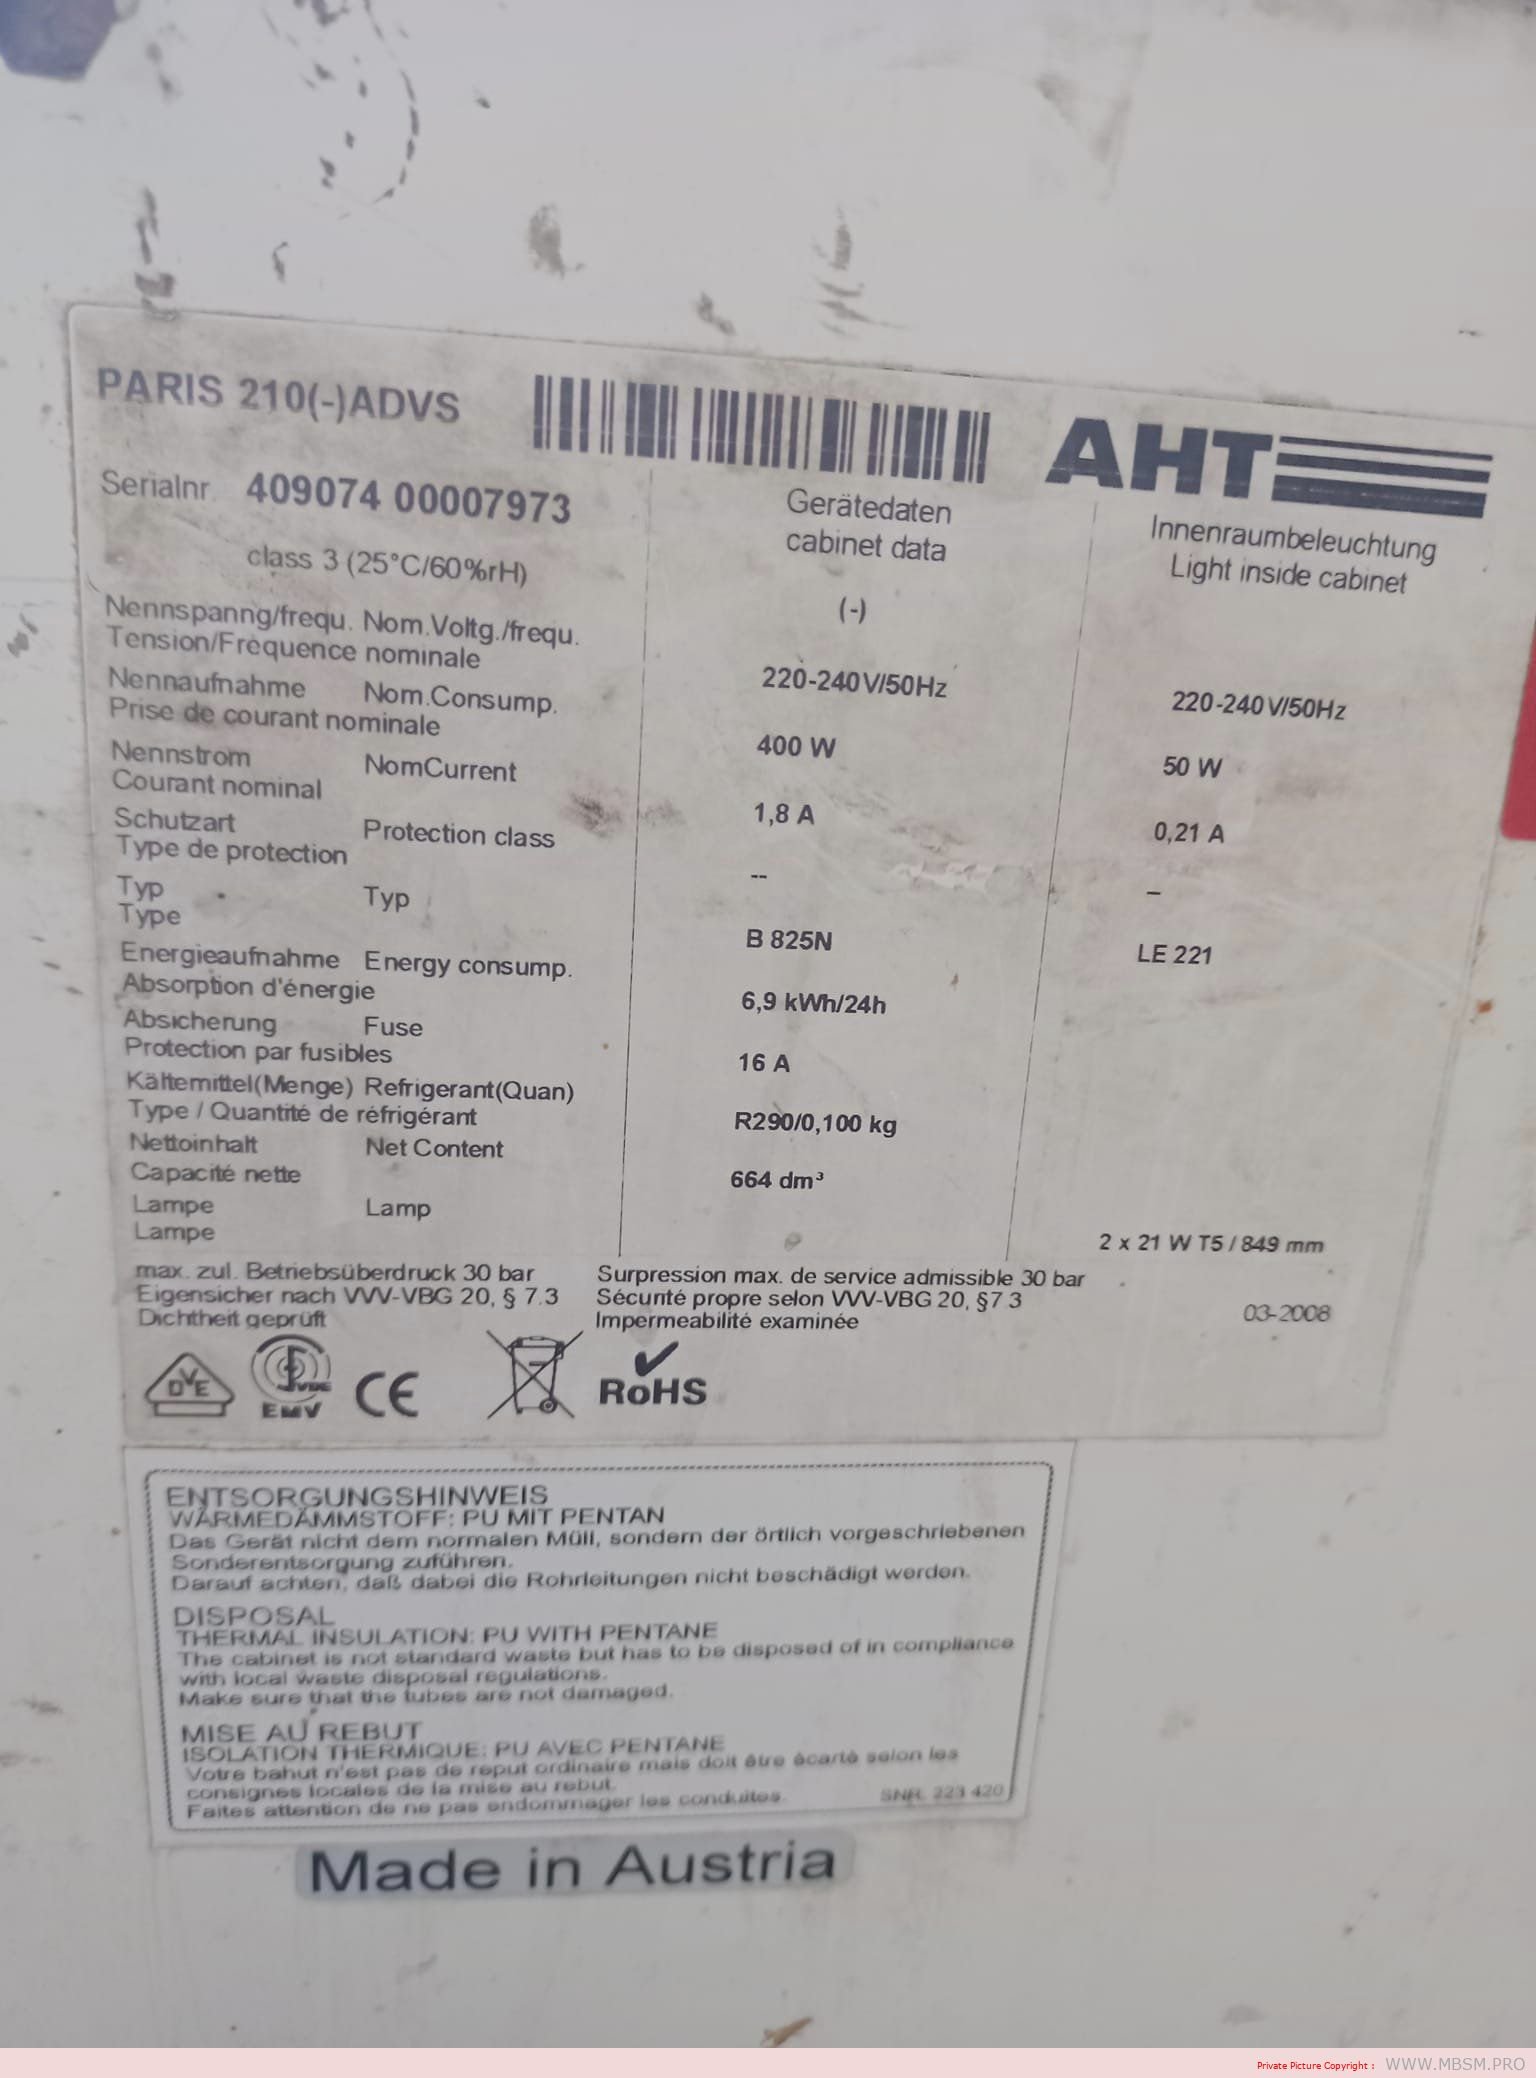 PARIS 210(-)ADVS
AHT
Serialnr. 409074 00007973
class 3 (25°C/60%rH)
Gerätedaten
cabinet data
(-)
Innenraumbeleuchtung
Light inside cabinet
Nennspanng/frequ. Nom.Voltg./frequ.
Tension/Fréquence nominale
220-240V/50Hz
220-240V/50Hz
Nennaufnahme Nom.Consump.
Prise de courant nominale
400 W
50 W
Nennstrom NomCurrent
Courant nominal
1,8 A
0,21 A
Schutzart Protection class
Type de protection
--
–
Typ Typ
Type
B 825N
LE 221
Energieaufnahme Energy consump.
Absorption d'énergie
6,9 kWh/24h
Absicherung Fuse
Protection par fusibles
16 A
Kältemittel(Menge) Refrigerant(Quan)
Type / Quantité de réfrigérant
R290/0,100 kg
Nettoinhalt Net Content
Capacité nette
664 dm³
Lampe Lamp
Lampe
2 x 21 W T5 / 849 mm
max. zul. Betriebsüberdruck 30 bar
Eigensicher nach VVV-VBG 20, § 7.3
Dichtheit geprüft
Surpression max. de service admissible 30 bar
Sécurité propre selon VVV-VBG 20, §7 3
Impermeabilité examinée
03-2008
DVE
VDE
EMV
CE
RoHS
ENTSORGUNGSHINWEIS
WÄRMEDÄMMSTOFF: PU MIT PENTAN
Das Gerät nicht dem normalen Müll, sondern der örtlich vorgeschriebenen
Sonderentsorgung zuführen.
Darauf achten, daß dabei die Rohrleitungen nicht beschädigt werden.
DISPOSAL
THERMAL INSULATION: PU WITH PENTANE
The cabinet is not standard waste but has to be disposed of in compliance
with local waste disposal regulations.
Make sure that the tubes are not damaged.
MISE AU REBUT
ISOLATION THERMIQUE: PU AVEC PENTANE
Votre bahut n'est pas de reput ordinaire mais doit être écarté selon les
consignes locales de la mise au rebut.
Faites attention de ne pas endommager les conduites.
SNR. 223 420
Made in Austria
Private Picture Copyright : WWW.MBSM.PRO